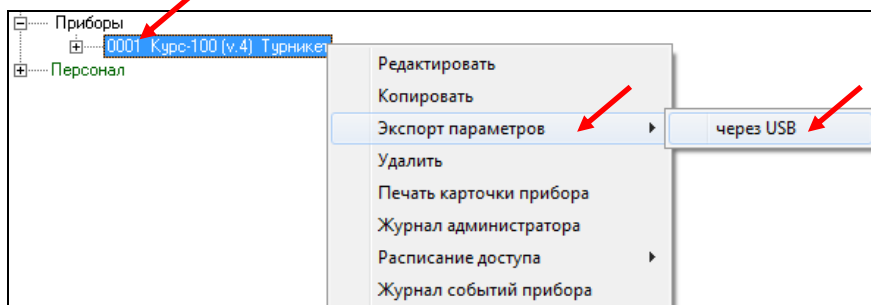 Приборы
0001 Курс-100 (v.4) Турникет
Персонал
Редактировать
Копировать
Экспорт параметров
через USB
Удалить
Печать карточки прибора
Журнал администратора
Расписание доступа
Журнал событий прибора